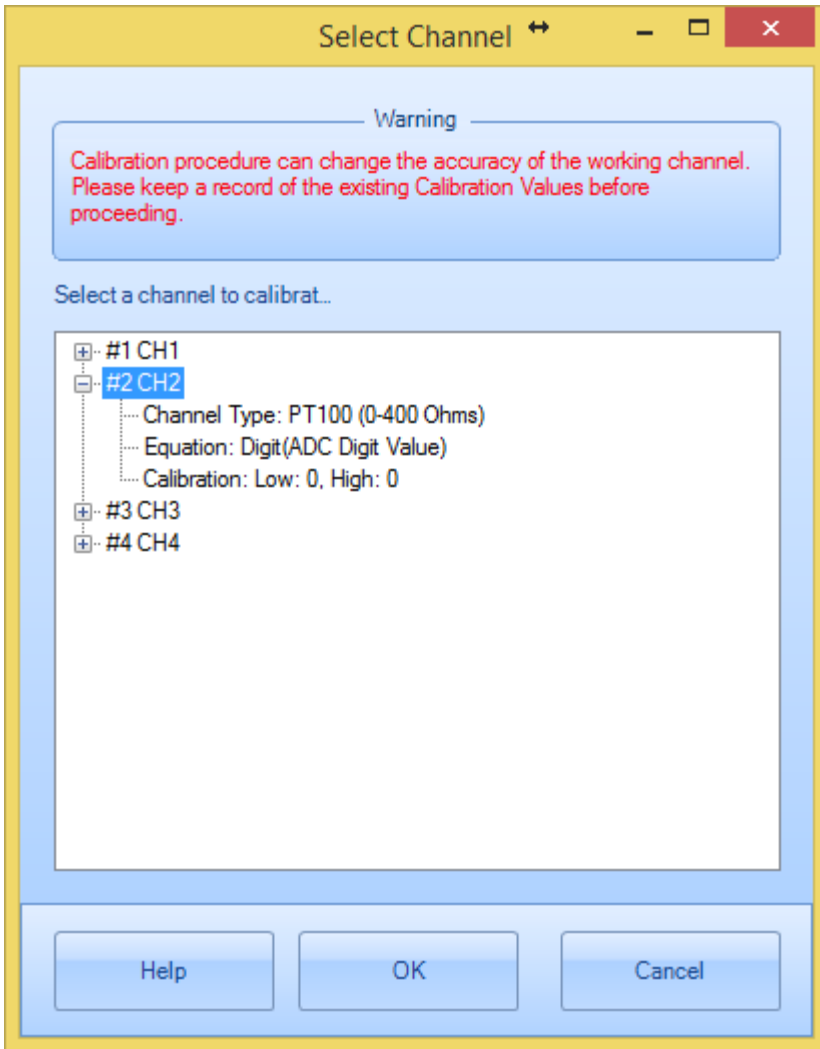 Select Channel
Warning
Calibration procedure can change the accuracy of the working channel.
Please keep a record of the existing Calibration Values before
proceeding.
Select a channel to calibrat...
#1 CH1
#2 CH2
Channel Type: PT100 (0-400 Ohms)
Equation: Digit(ADC Digit Value)
Calibration: Low: 0, High: 0
#3 CH3
#4 CH4
Help OK Cancel